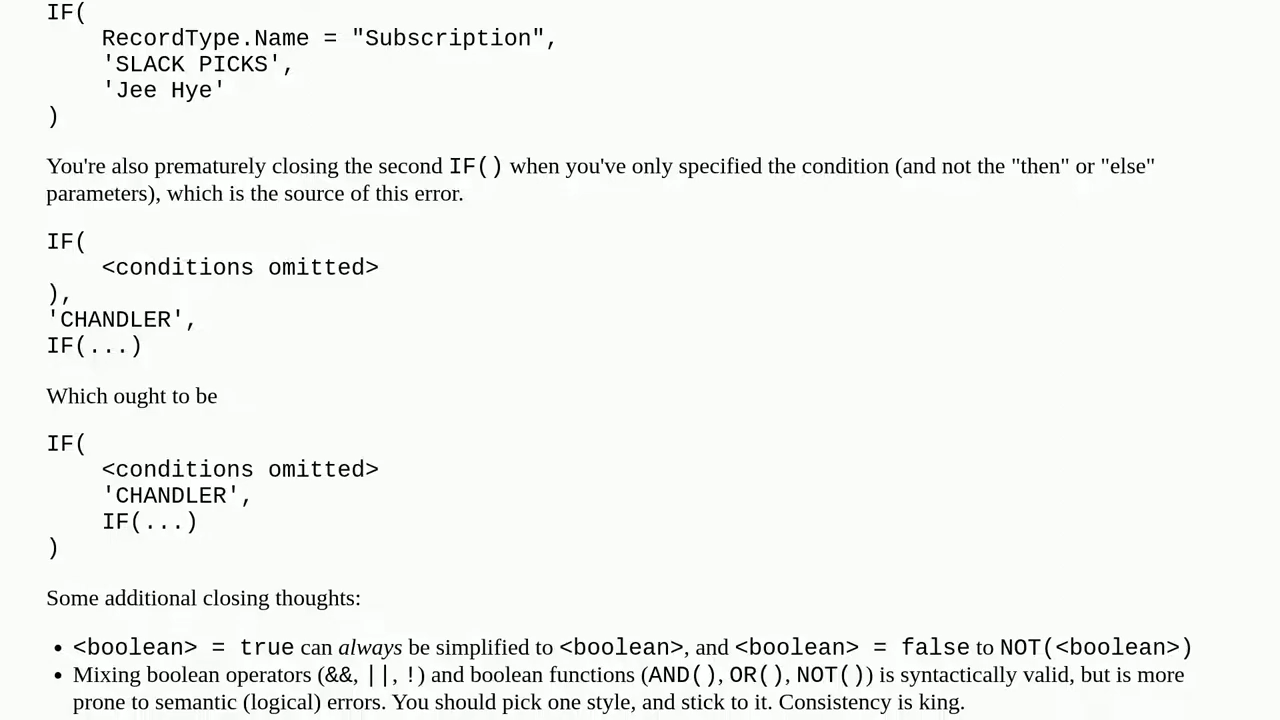 IF(
    RecordType.Name = "Subscription",
    'SLACK PICKS',
    'Jee Hye'
)
You're also prematurely closing the second IF() when you've only specified the condition (and not the "then" or "else"
parameters), which is the source of this error.
IF(
    <conditions omitted>
),
'CHANDLER',
IF(...)
Which ought to be
IF(
    <conditions omitted>
    'CHANDLER',
    IF(...)
)
Some additional closing thoughts:
• <boolean> = true can always be simplified to <boolean>, and <boolean> = false to NOT(<boolean>)
• Mixing boolean operators (&&, ||, !) and boolean functions (AND(), OR(), NOT()) is syntactically valid, but is more
prone to semantic (logical) errors. You should pick one style, and stick to it. Consistency is king.